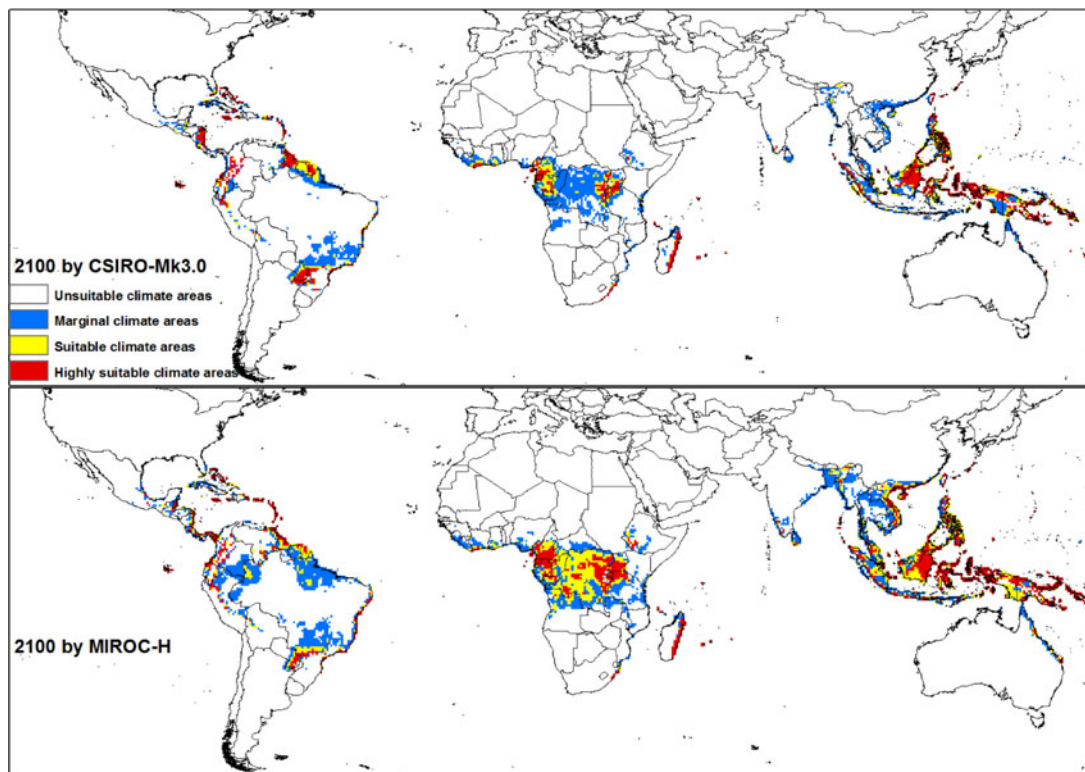 2100 by CSIRO-Mk3.0
Unsuitable climate areas
Marginal climate areas
Suitable climate areas
Highly suitable climate areas
2100 by MIROC-H